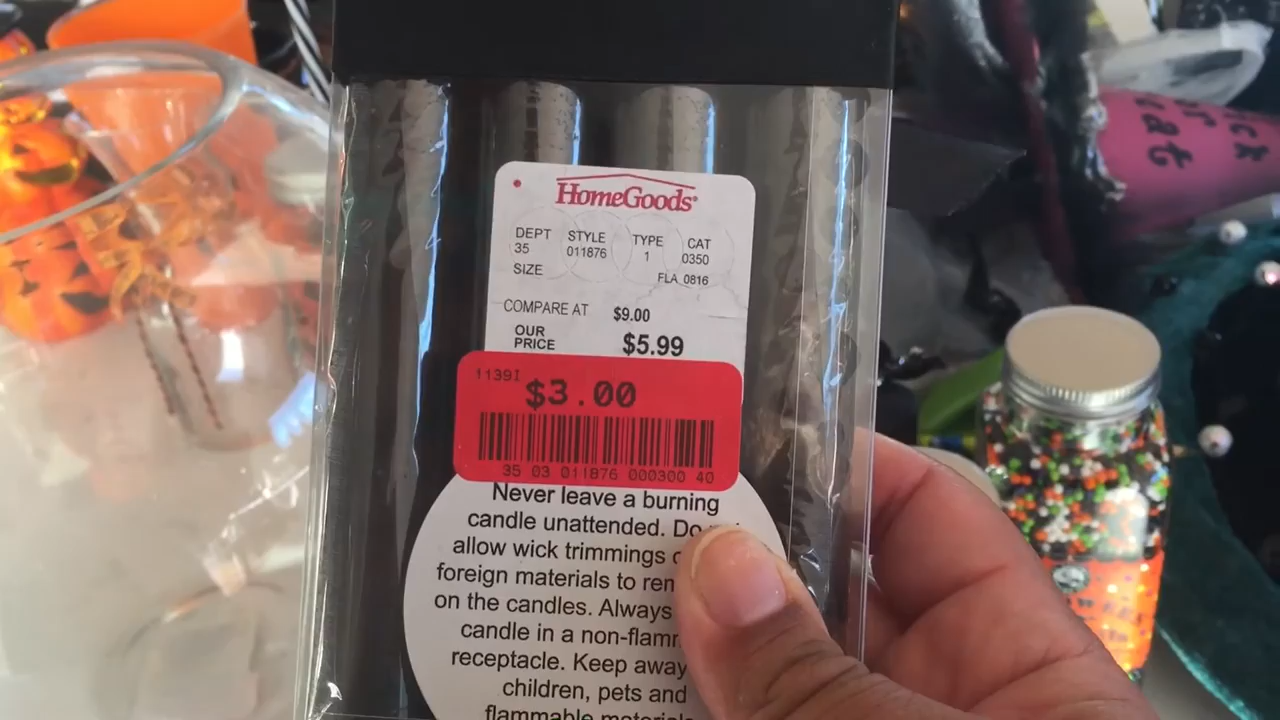 HomeGoods
DEPT STYLE TYPE CAT
35 011876 1 0350
SIZE FLA 0816
COMPARE AT $9.00
OUR PRICE $5.99
1139I
$3.00
35 03 011876 000300 40
Never leave a burning
candle unattended. Do
allow wick trimmings
foreign materials to
on the candles. Always
candle in a
receptacle. Keep away
children, pets and
flammable materials